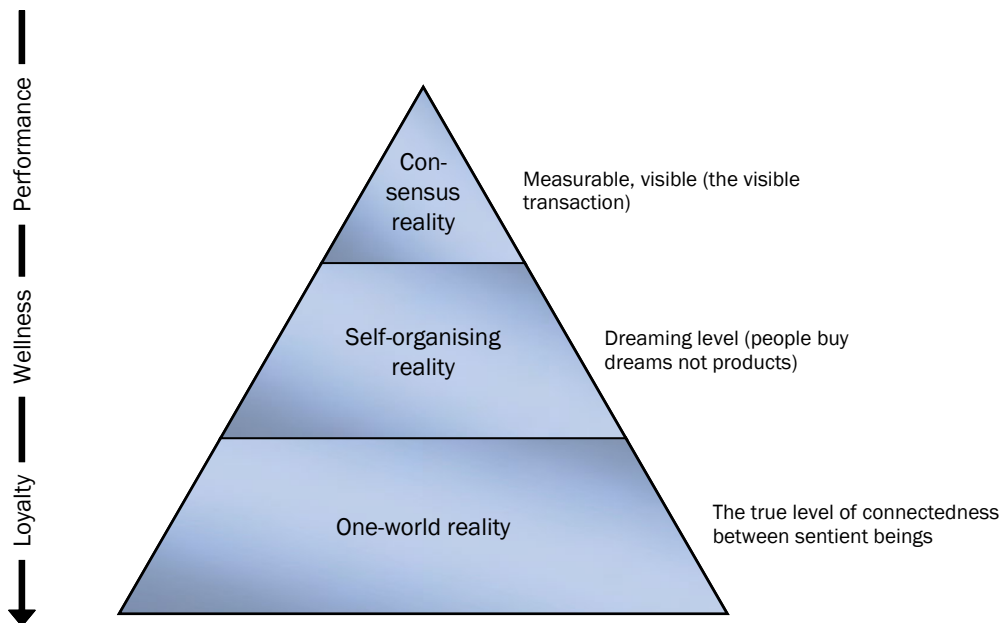 Performance
Wellness
Loyalty
Con-
sensus
reality
Measurable, visible (the visible
transaction)
Self-organising
reality
Dreaming level (people buy
dreams not products)
One-world reality
The true level of connectedness
between sentient beings